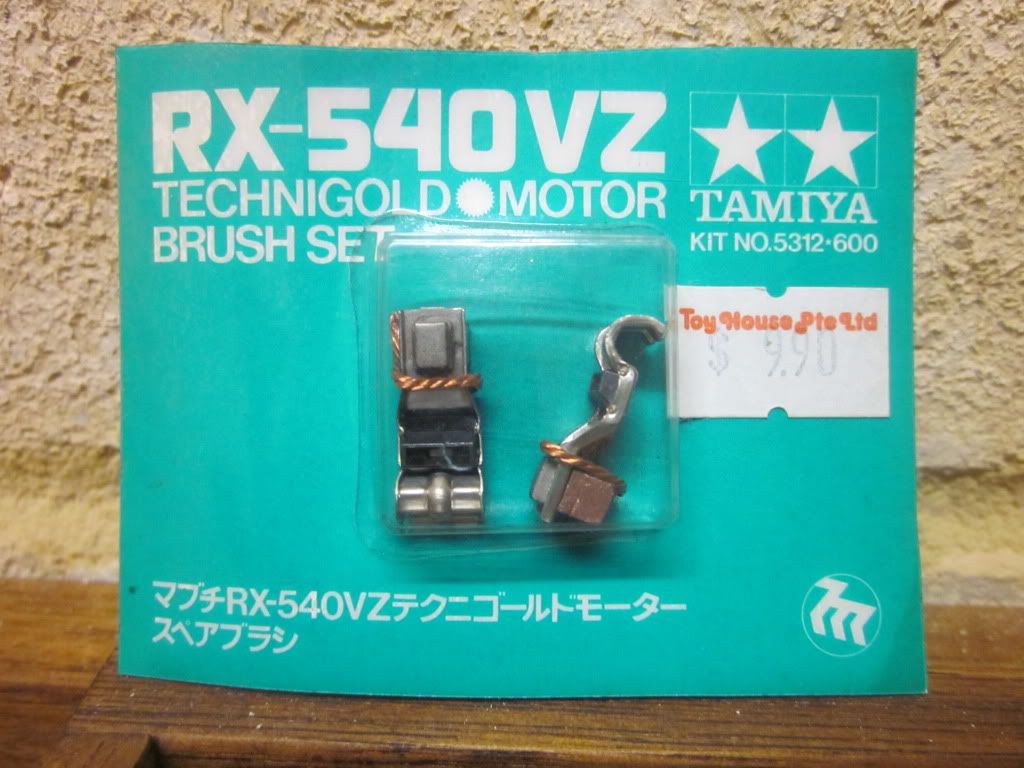 RX-540VZ
TECHNIGOLD MOTOR
BRUSH SET
TAMIYA
KIT NO.5312・600
Toy House Pte Ltd
$ 9.90
マブチRX-540VZテクニゴールドモーター
スペアブラシ